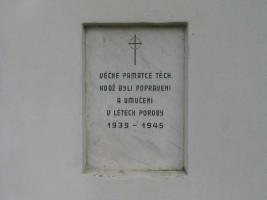 VĚČNÉ PAMÁTCE TĚCH,
KDOŽ BYLI POPRAVENI
A UMUČENI
V LÉTECH POROBY
1939 - 1945